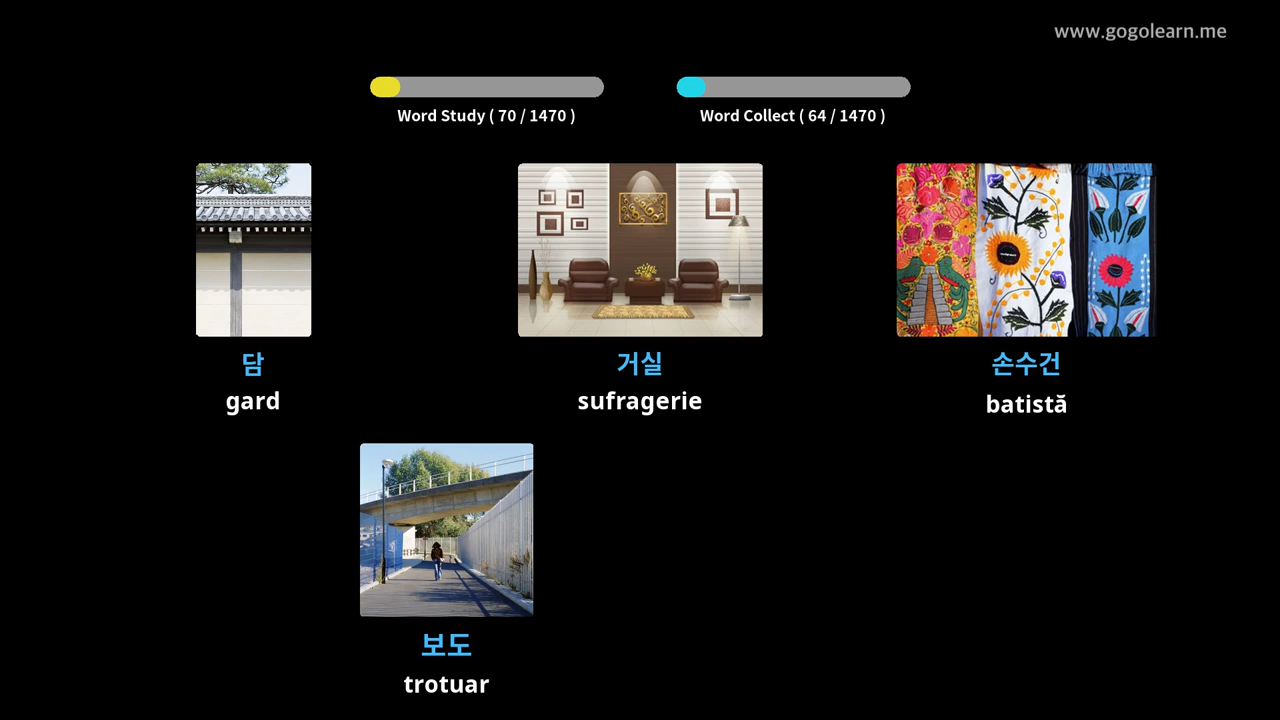 www.gogolearn.me
Word Study ( 70 / 1470 )
Word Collect ( 64 / 1470 )
담
gard
거실
sufragerie
손수건
batistă
보도
trotuar